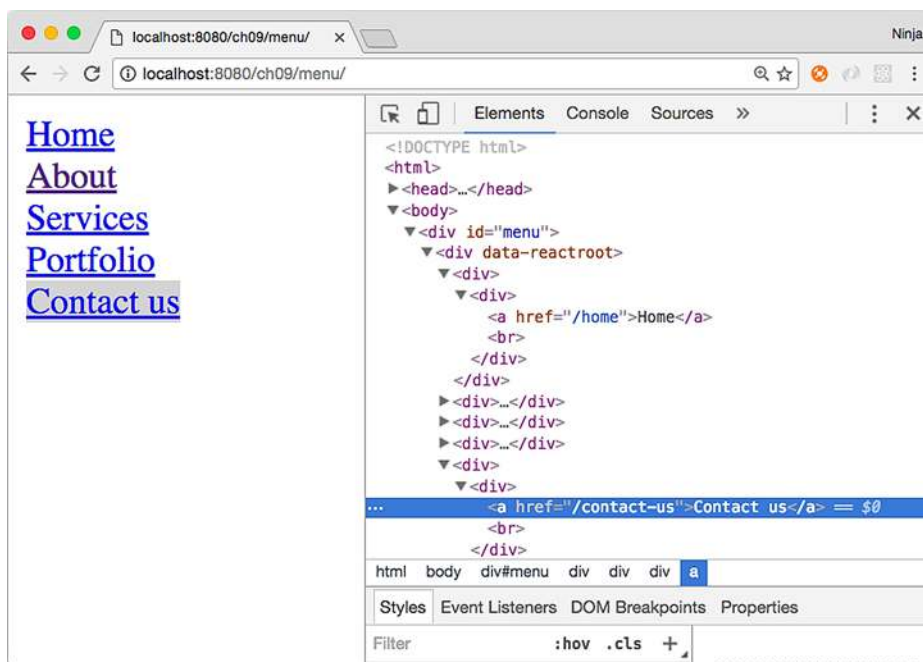 localhost:8080/ch09/menu/ × Ninja
localhost:8080/ch09/menu/
Home
About
Services
Portfolio
Contact us
Elements Console Sources »
<!DOCTYPE html>
<html>
▶<head>…</head>
▼<body>
▼<div id="menu">
▼<div data-reactroot>
▼<div>
▼<div>
<a href="/home">Home</a>
<br>
</div>
</div>
▶<div>…</div>
▶<div>…</div>
▶<div>…</div>
▼<div>
▼<div>
… <a href="/contact-us">Contact us</a> == $0
<br>
</div>
html body div#menu div div div a
Styles Event Listeners DOM Breakpoints Properties
Filter :hov .cls +